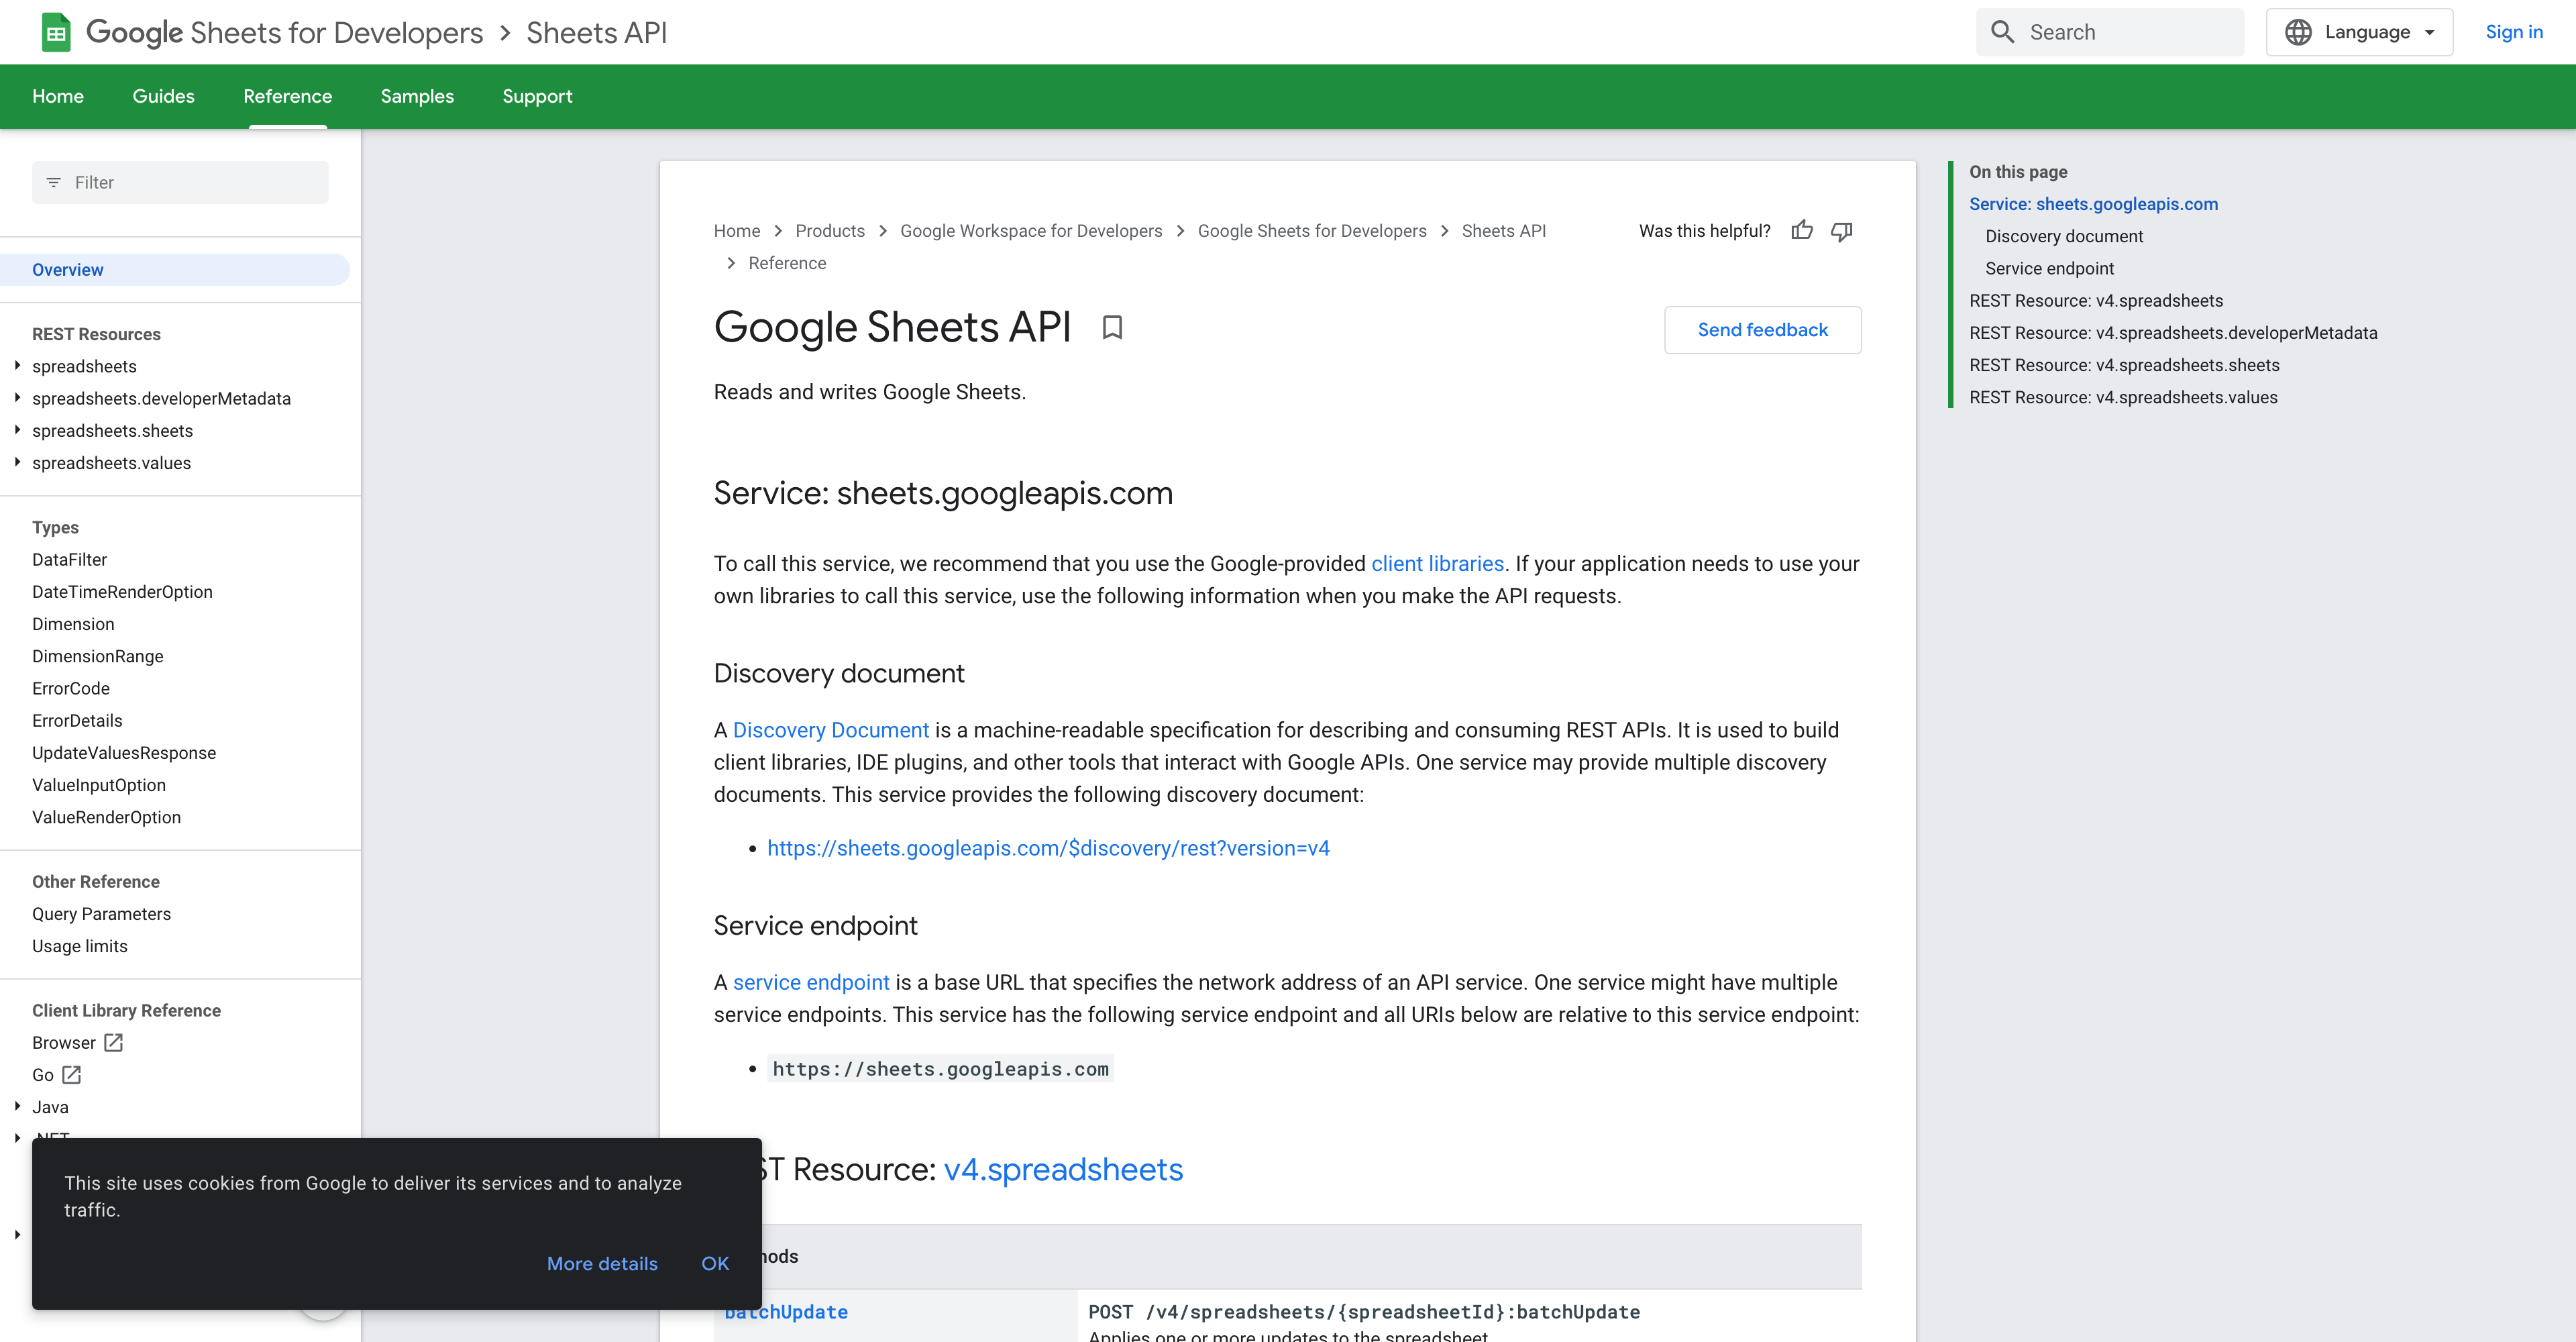 Google Sheets for Developers > Sheets API
Search
Language
Sign in
Home
Guides
Reference
Samples
Support
Filter
Overview
REST Resources
spreadsheets
spreadsheets.developerMetadata
spreadsheets.sheets
spreadsheets.values
Types
DataFilter
DateTimeRenderOption
Dimension
DimensionRange
ErrorCode
ErrorDetails
UpdateValuesResponse
ValueInputOption
ValueRenderOption
Other Reference
Query Parameters
Usage limits
Client Library Reference
Browser
Go
Java
.NET
This site uses cookies from Google to deliver its services and to analyze
traffic.
More details
OK
Home > Products > Google Workspace for Developers > Google Sheets for Developers > Sheets API
> Reference
Was this helpful?
Google Sheets API
Send feedback
Reads and writes Google Sheets.
Service: sheets.googleapis.com
To call this service, we recommend that you use the Google-provided client libraries. If your application needs to use your
own libraries to call this service, use the following information when you make the API requests.
Discovery document
A Discovery Document is a machine-readable specification for describing and consuming REST APIs. It is used to build
client libraries, IDE plugins, and other tools that interact with Google APIs. One service may provide multiple discovery
documents. This service provides the following discovery document:
• https://sheets.googleapis.com/$discovery/rest?version=v4
Service endpoint
A service endpoint is a base URL that specifies the network address of an API service. One service might have multiple
service endpoints. This service has the following service endpoint and all URIs below are relative to this service endpoint:
• https://sheets.googleapis.com
ST Resource: v4.spreadsheets
hods
batchUpdate
POST /v4/spreadsheets/{spreadsheetId}:batchUpdate
Applies one or more updates to the spreadsheet
On this page
Service: sheets.googleapis.com
Discovery document
Service endpoint
REST Resource: v4.spreadsheets
REST Resource: v4.spreadsheets.developerMetadata
REST Resource: v4.spreadsheets.sheets
REST Resource: v4.spreadsheets.values